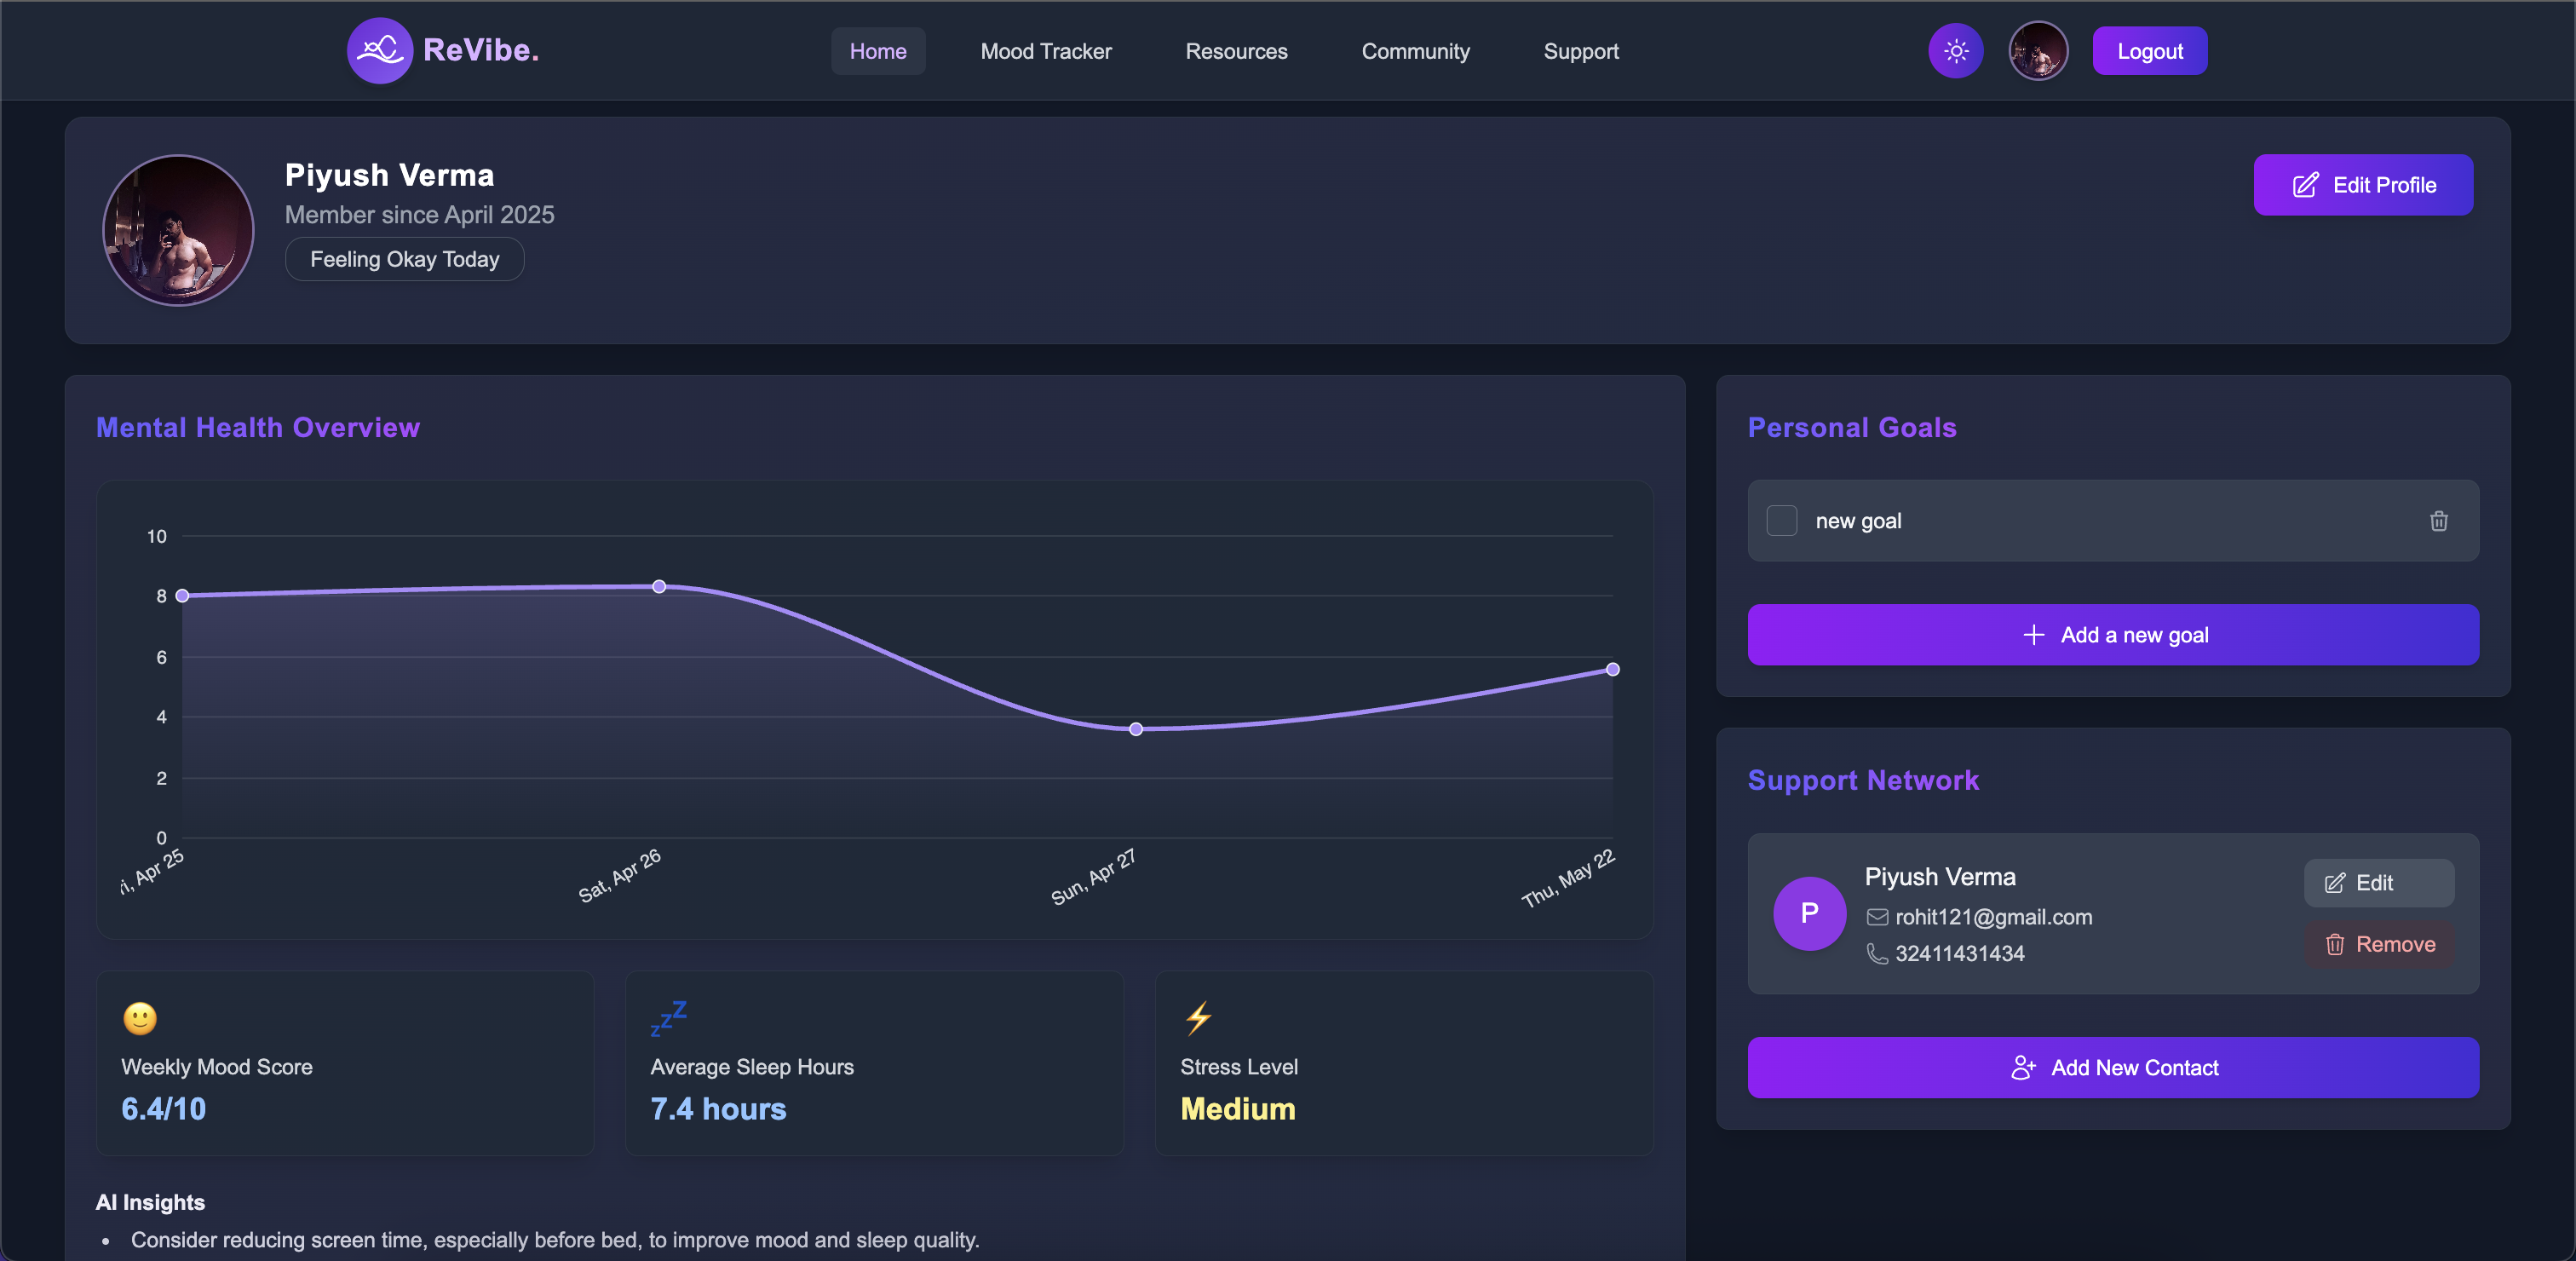 ReVibe.
Home
Mood Tracker
Resources
Community
Support
Logout
Piyush Verma
Member since April 2025
Feeling Okay Today
Edit Profile
Mental Health Overview
10
8
6
4
2
0
ri, Apr 25
Sat, Apr 26
Sun, Apr 27
Thu, May 22
Weekly Mood Score
6.4/10
Average Sleep Hours
7.4 hours
Stress Level
Medium
AI Insights
• Consider reducing screen time, especially before bed, to improve mood and sleep quality.
Personal Goals
new goal
Add a new goal
Support Network
P
Piyush Verma
rohit121@gmail.com
32411431434
Edit
Remove
Add New Contact